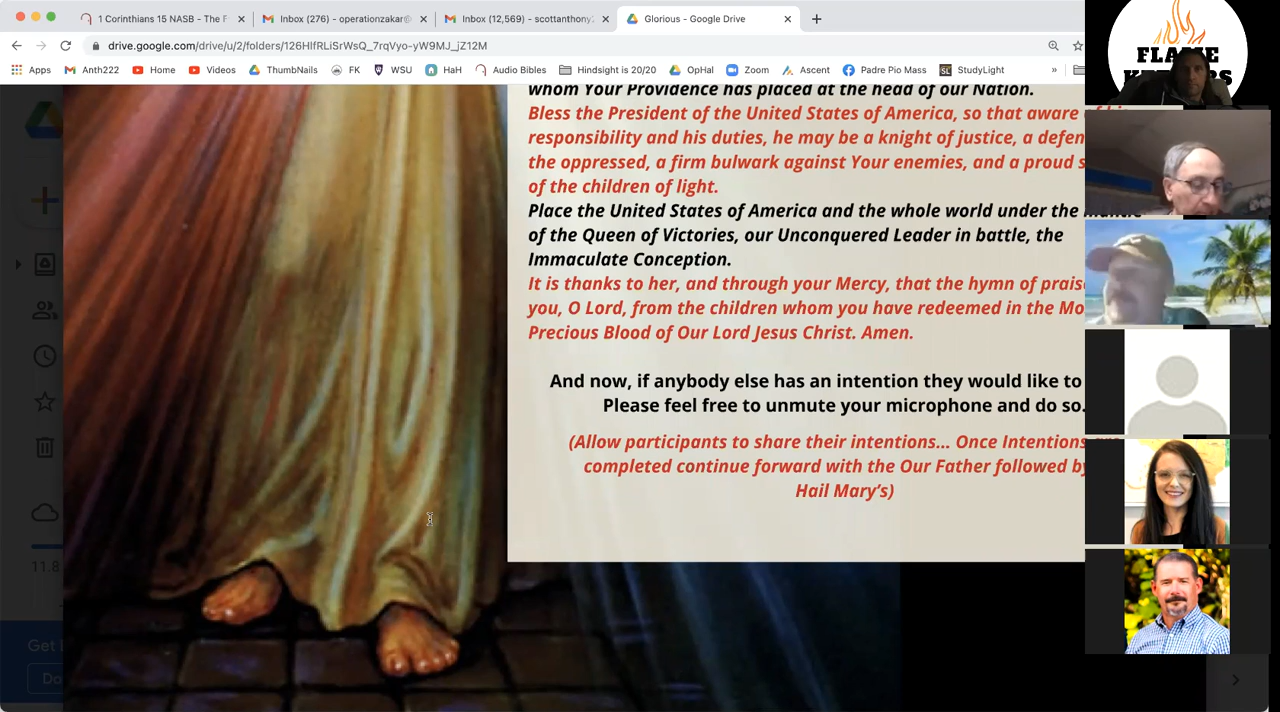 1 Corinthians 15 NASB - The F
Inbox (276) - operationzakar@
Inbox (12,569) - scottanthony
Glorious - Google Drive
drive.google.com/drive/u/2/folders/126HIfRLiSrWsQ_7rqVyo-yW9MJ_jZ12M
Apps
Anth222
Home
Videos
ThumbNails
FK
WSU
HaH
Audio Bibles
Hindsight is 20/20
OpHal
Zoom
Ascent
Padre Pio Mass
StudyLight
»
FLAME
whom Your Providence has placed at the head of our Nation.
Bless the President of the United States of America, so that aware of his
responsibility and his duties, he may be a knight of justice, a defen
the oppressed, a firm bulwark against Your enemies, and a proud s
of the children of light.
Place the United States of America and the whole world under the mantle
of the Queen of Victories, our Unconquered Leader in battle, the
Immaculate Conception.
It is thanks to her, and through your Mercy, that the hymn of praise
you, O Lord, from the children whom you have redeemed in the Mo
Precious Blood of Our Lord Jesus Christ. Amen.
And now, if anybody else has an intention they would like to
Please feel free to unmute your microphone and do so.
(Allow participants to share their intentions... Once Intentions are
completed continue forward with the Our Father followed by
Hail Mary's)
11.8
Get
Do